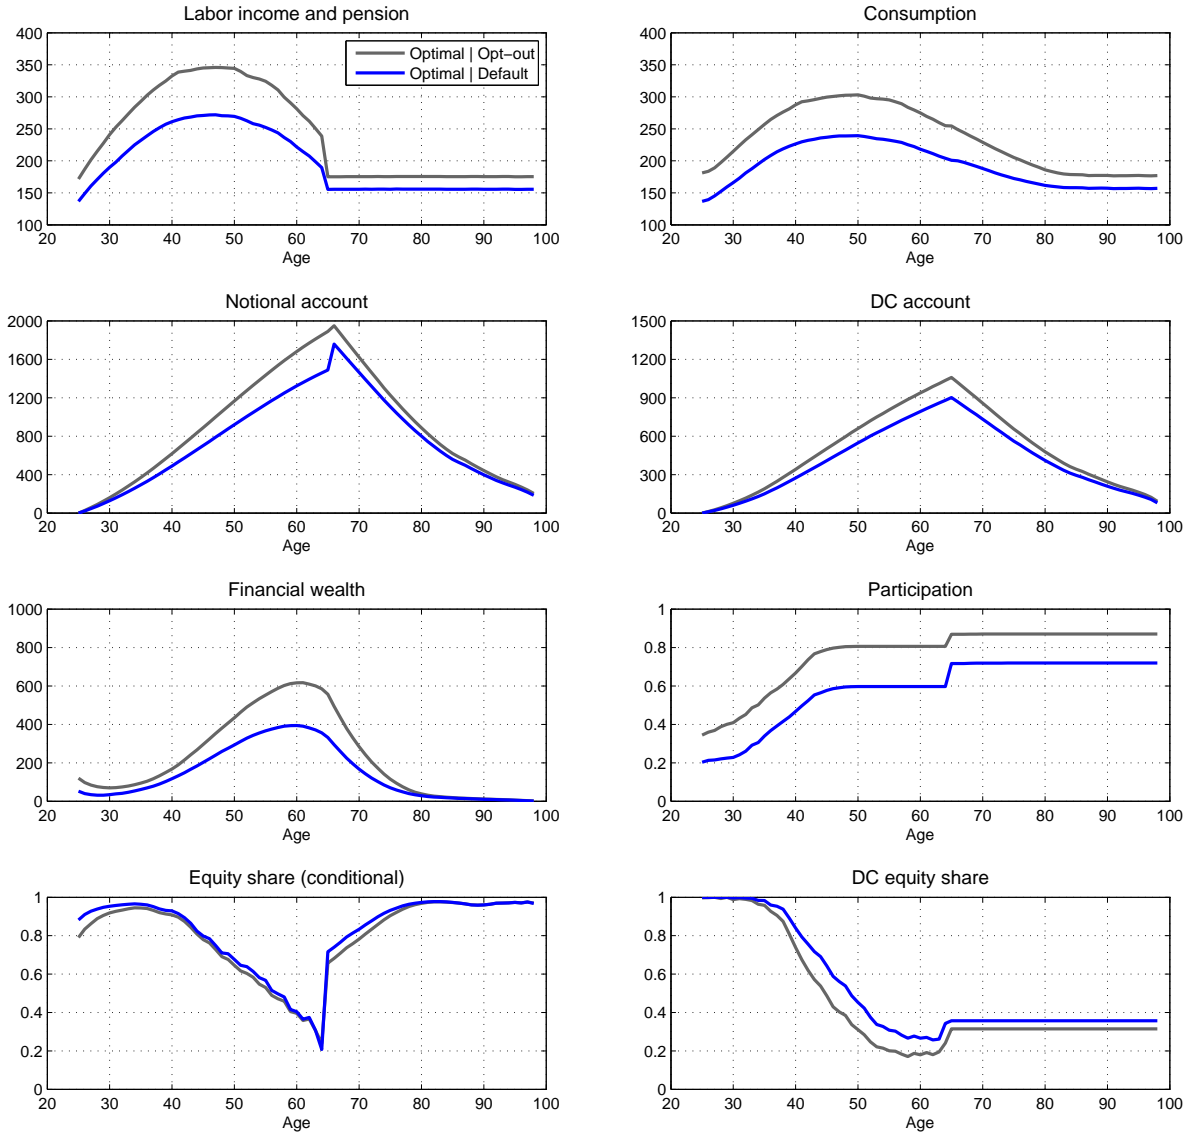 Labor income and pension
400
350
300
250
200
150
100
Optimal | Opt-out
Optimal | Default
20 30 40 50 60 70 80 90 100
Age
Consumption
400
350
300
250
200
150
100
20 30 40 50 60 70 80 90 100
Age
Notional account
2000
1600
1200
800
400
0
20 30 40 50 60 70 80 90 100
Age
DC account
1500
1200
900
600
300
0
20 30 40 50 60 70 80 90 100
Age
Financial wealth
1000
800
600
400
200
0
20 30 40 50 60 70 80 90 100
Age
Participation
1
0.8
0.6
0.4
0.2
0
20 30 40 50 60 70 80 90 100
Age
Equity share (conditional)
1
0.8
0.6
0.4
0.2
0
20 30 40 50 60 70 80 90 100
Age
DC equity share
1
0.8
0.6
0.4
0.2
0
20 30 40 50 60 70 80 90 100
Age